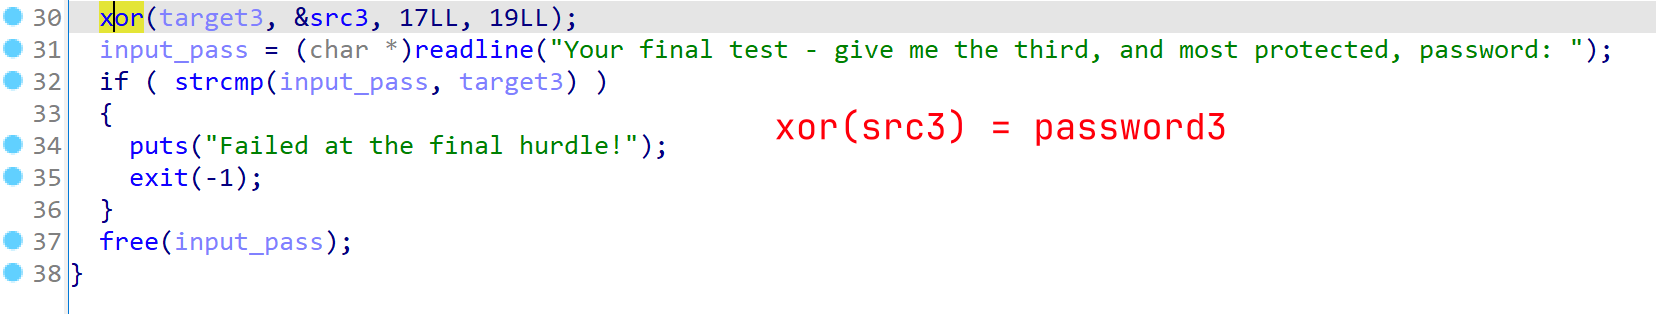 30 xor(target3, &src3, 17LL, 19LL);
31 input_pass = (char *)readline("Your final test - give me the third, and most protected, password: ");
32 if ( strcmp(input_pass, target3) )
33 {
xor(src3) = password3
34 puts("Failed at the final hurdle!");
35 exit(-1);
36 }
37 free(input_pass);
38 }